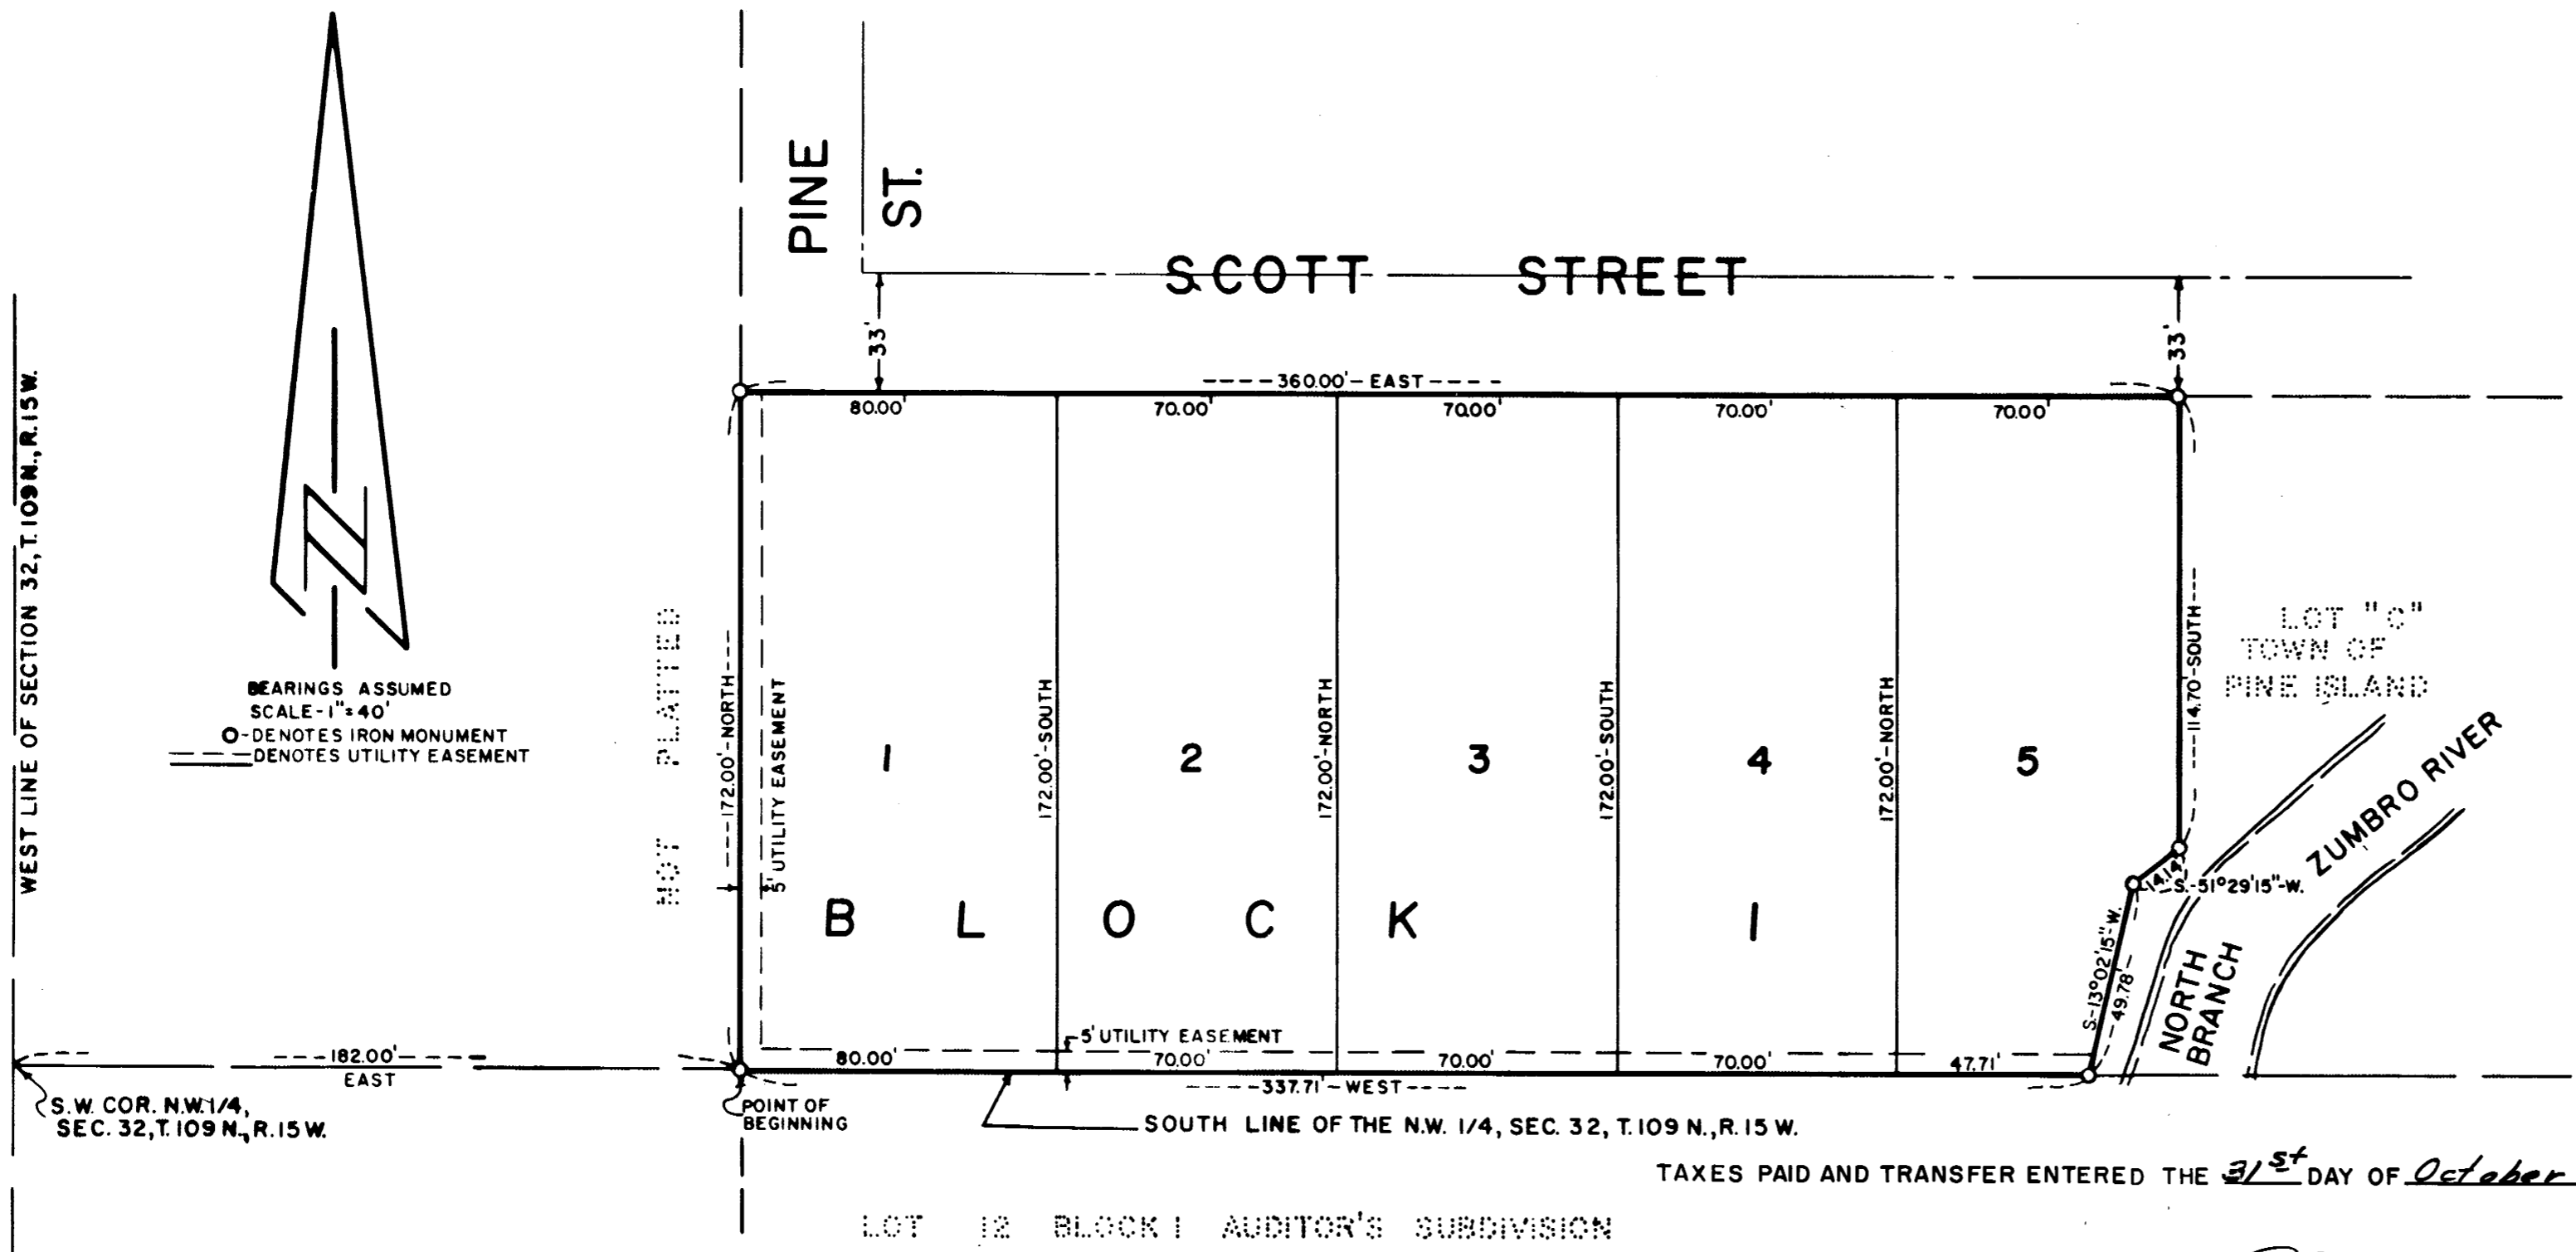 PINE
ST.
SCOTT STREET
33'
33'
----360.00'-EAST----
80.00'
70.00'
70.00'
70.00'
70.00'
WEST LINE OF SECTION 32, T.109 N., R.15 W.
N
BEARINGS ASSUMED
SCALE-1"=40'
O-DENOTES IRON MONUMENT
DENOTES UTILITY EASEMENT
NOT PLATTED
----172.00'-NORTH----
5' UTILITY EASEMENT
172.00'-SOUTH
172.00'-NORTH
172.00'-SOUTH
172.00'-NORTH
----114.70-SOUTH----
1
2
3
4
5
LOT "C"
TOWN OF
PINE ISLAND
ZUMBRO RIVER
14.14'
S.-51°29'15"-W.
BLOCK 1
S.-13°02'15"-W.
49.78'
NORTH
BRANCH
5' UTILITY EASEMENT
----182.00'----
EAST
80.00'
70.00'
70.00'
70.00'
47.71'
----337.71-WEST----
S.W. COR. N.W.1/4,
SEC. 32, T.109 N., R.15 W.
POINT OF
BEGINNING
SOUTH LINE OF THE N.W. 1/4, SEC. 32, T.109 N., R.15 W.
TAXES PAID AND TRANSFER ENTERED THE 31st DAY OF October
LOT 12 BLOCK 1 AUDITOR'S SUBDIVISION